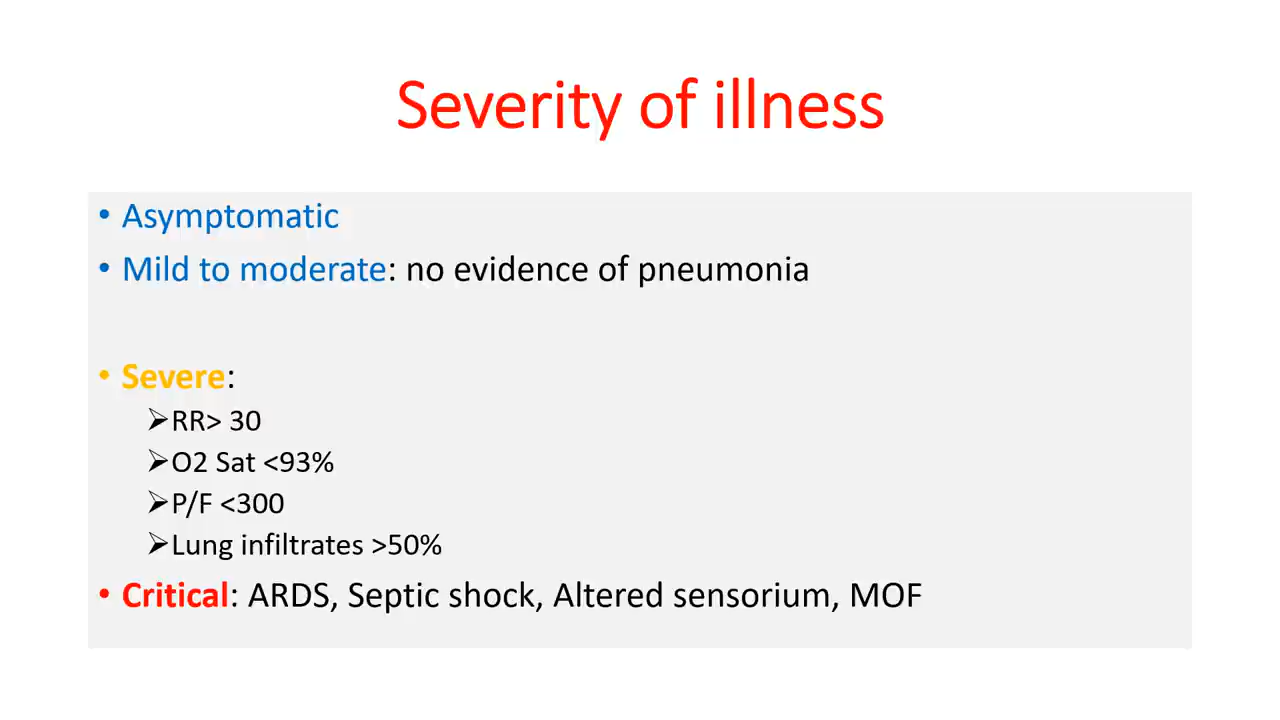 Severity of illness
• Asymptomatic
• Mild to moderate: no evidence of pneumonia
• Severe:
➢RR> 30
➢O2 Sat <93%
➢P/F <300
➢Lung infiltrates >50%
• Critical: ARDS, Septic shock, Altered sensorium, MOF